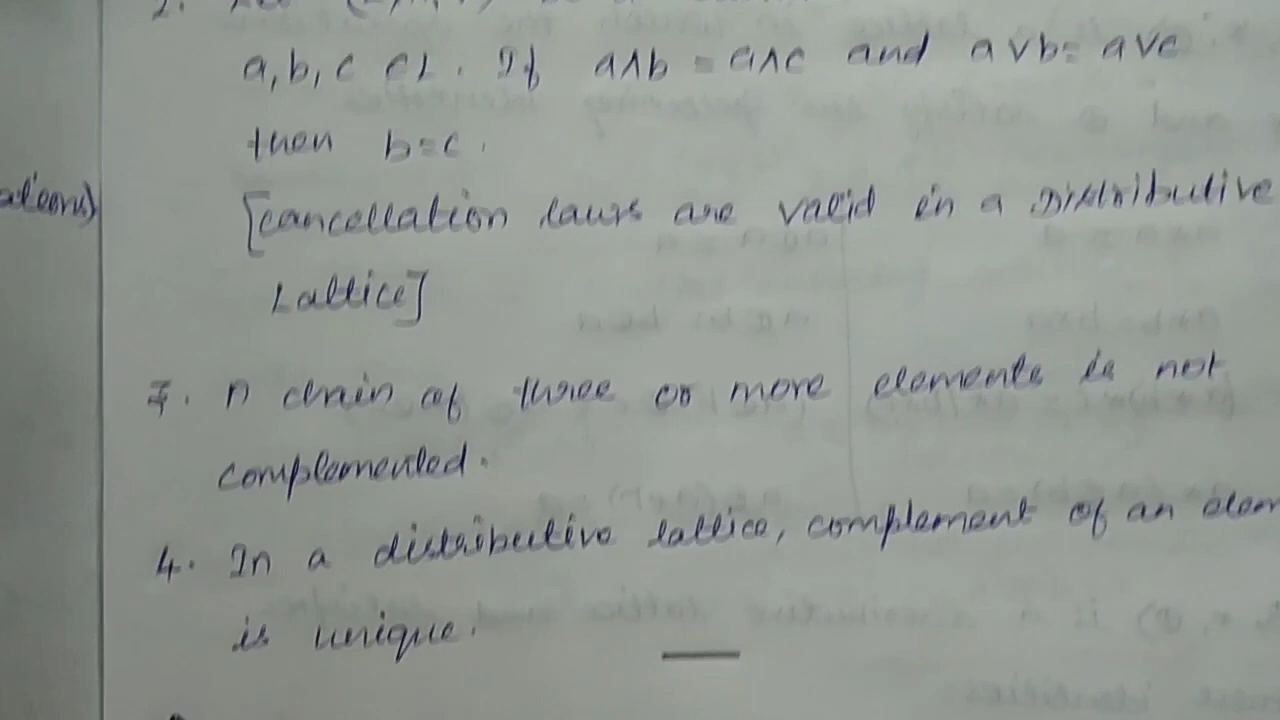 2.
a, b, c ∈ L. If a∧b = a∧c and a∨b = a∨c
then b=c.
[cancellation laws are valid in a Distributive
Lattice]
3. A chain of three or more elements is not
complemented.
4. In a distributive lattice, complement of an elem
is unique.